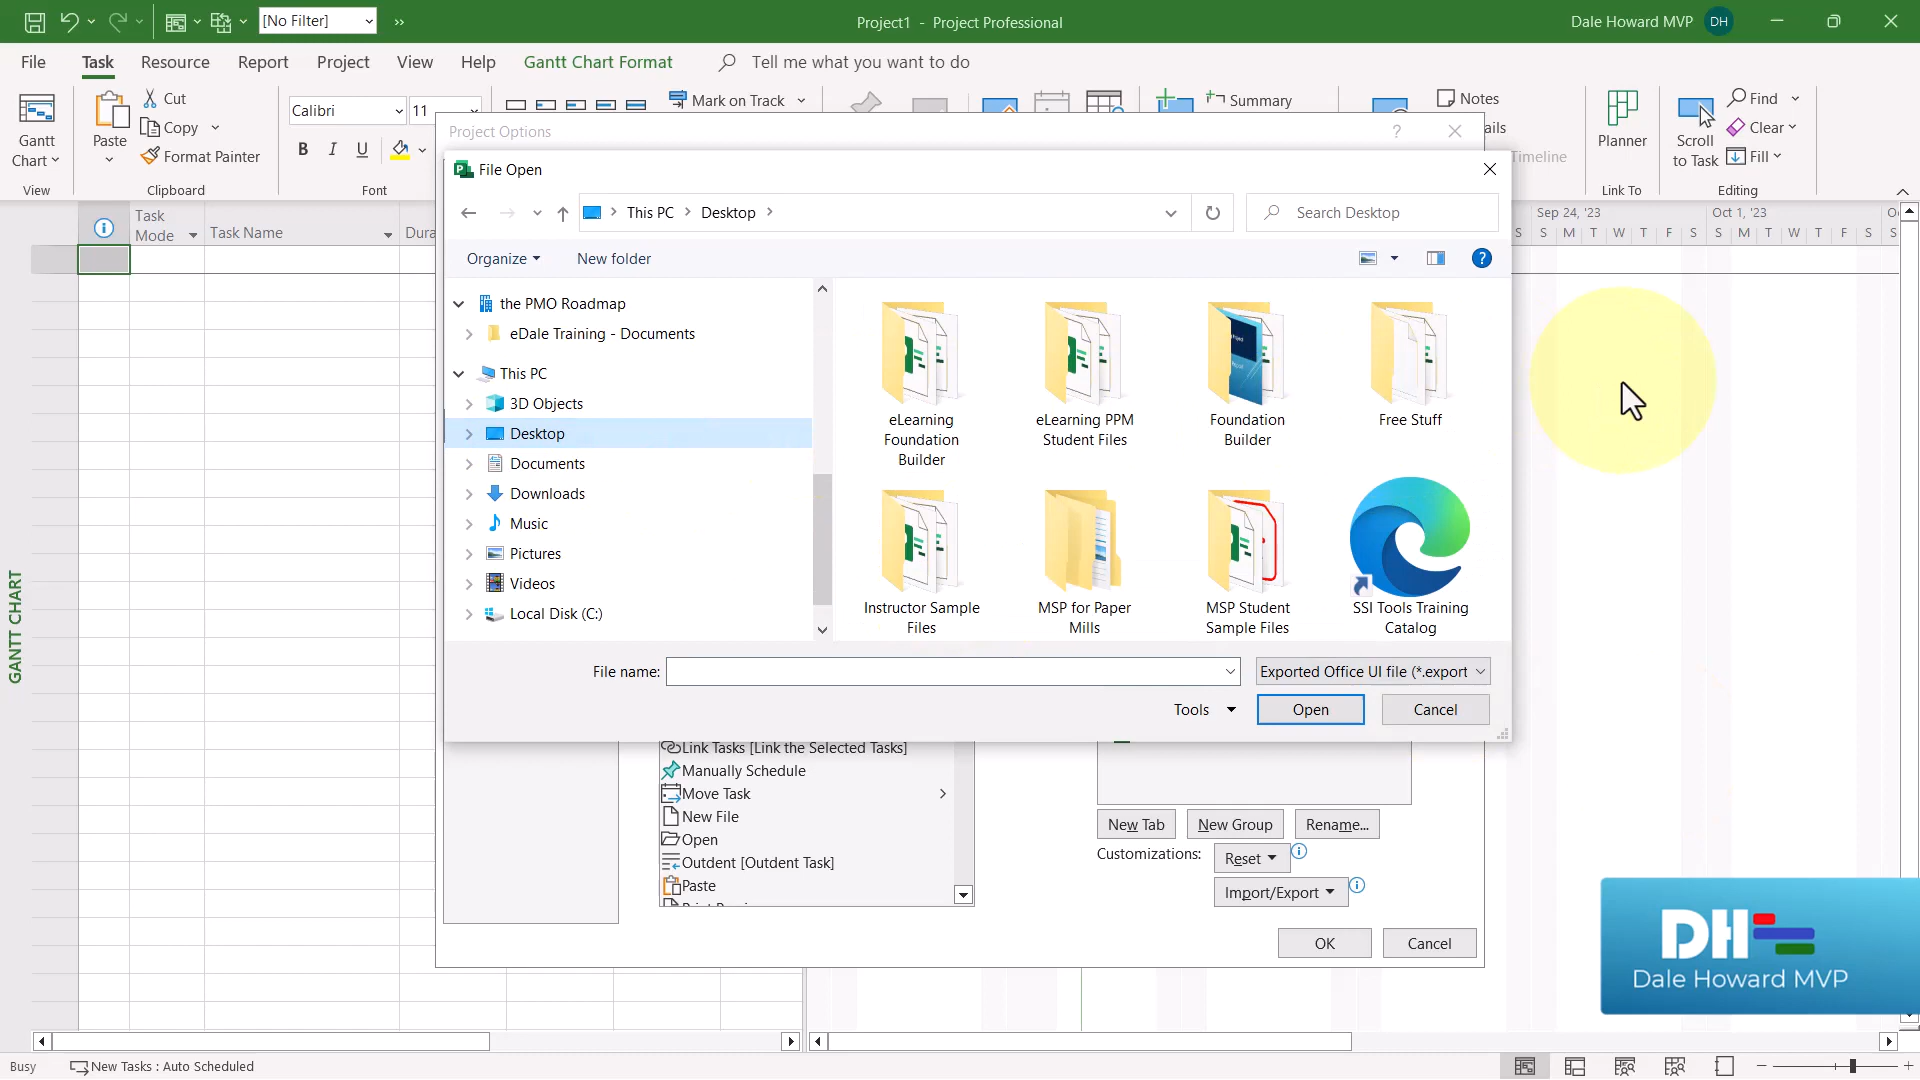 [No Filter]
Project1 - Project Professional
Dale Howard MVP
DH
File
Task
Resource
Report
Project
View
Help
Gantt Chart Format
Tell me what you want to do
Gantt
Chart
View
Paste
Cut
Copy
Format Painter
Clipboard
Calibri
11
B I U
Font
Mark on Track
Summary
Notes
Timeline
Planner
Link To
Scroll
to Task
Find
Clear
Fill
Editing
Project Options
?
File Open
This PC
Desktop
Search Desktop
Organize
New folder
the PMO Roadmap
eDale Training - Documents
This PC
3D Objects
Desktop
Documents
Downloads
Music
Pictures
Videos
Local Disk (C:)
eLearning
Foundation
Builder
eLearning PPM
Student Files
Foundation
Builder
Free Stuff
Instructor Sample
Files
MSP for Paper
Mills
MSP Student
Sample Files
SSI Tools Training
Catalog
File name:
Exported Office UI file (*.export
Tools
Open
Cancel
Task
Mode
Task Name
Sep 24, '23
Oct 1, '23
S S M T W T F S S M T W T F S S
GANTT CHART
Link Tasks [Link the Selected Tasks]
Manually Schedule
Move Task
New File
Open
Outdent [Outdent Task]
Paste
New Tab
New Group
Rename...
Customizations:
Reset
Import/Export
OK
Cancel
DH
Dale Howard MVP
Busy
New Tasks : Auto Scheduled